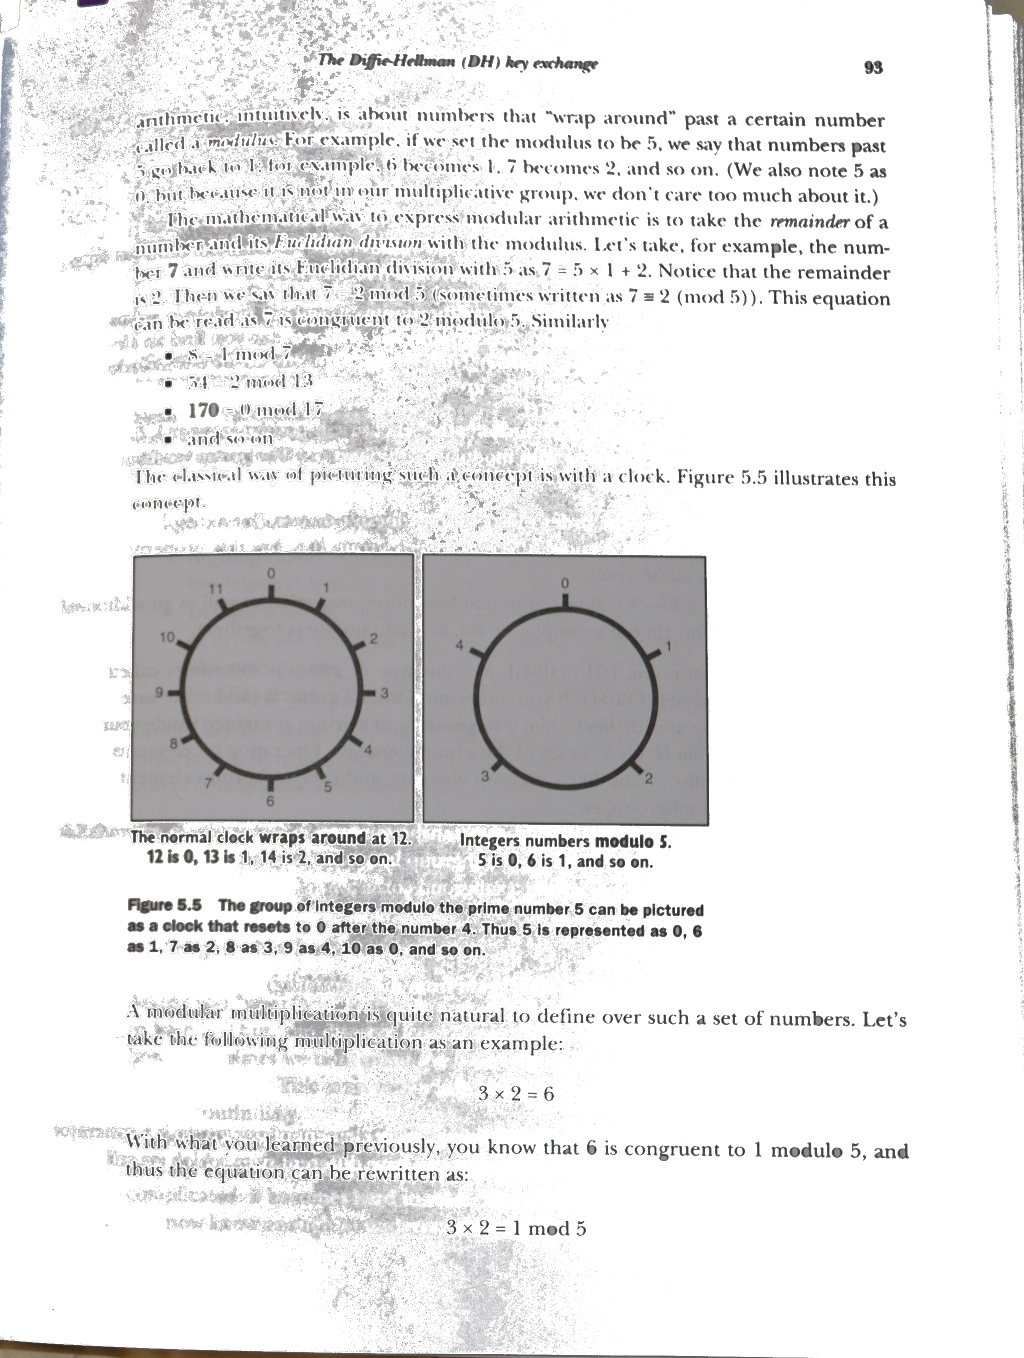 The Diffie-Hellman (DH) key exchange 93
arithmetic, intuitively, is about numbers that "wrap around" past a certain number
called a modulus. For example, if we set the modulus to be 5, we say that numbers past
5 go back to 1; for example, 6 becomes 1, 7 becomes 2, and so on. (We also note 5 as
0, but because it is not in our multiplicative group, we don't care too much about it.)
The mathematical way to express modular arithmetic is to take the remainder of a
number and its Euclidian division with the modulus. Let's take, for example, the num-
ber 7 and write its Euclidian division with 5 as 7 = 5 × 1 + 2. Notice that the remainder
is 2. Then we say that 7 = 2 mod 5 (sometimes written as 7 ≡ 2 (mod 5)). This equation
can be read as 7 is congruent to 2 modulo 5. Similarly
▪ 8 = 1 mod 7
▪ 54 = 2 mod 13
▪ 170 = 0 mod 17
▪ and so on
The classical way of picturing such a concept is with a clock. Figure 5.5 illustrates this
concept.
0
11 1
10 2
9 3
8 4
7 5
6
0
4 1
3 2
The normal clock wraps around at 12.
12 is 0, 13 is 1, 14 is 2, and so on.
Integers numbers modulo 5.
5 is 0, 6 is 1, and so on.
Figure 5.5 The group of integers modulo the prime number 5 can be pictured
as a clock that resets to 0 after the number 4. Thus 5 is represented as 0, 6
as 1, 7 as 2, 8 as 3, 9 as 4, 10 as 0, and so on.
A modular multiplication is quite natural to define over such a set of numbers. Let's
take the following multiplication as an example:
3 × 2 = 6
With what you learned previously, you know that 6 is congruent to 1 modulo 5, and
thus the equation can be rewritten as:
3 × 2 = 1 mod 5